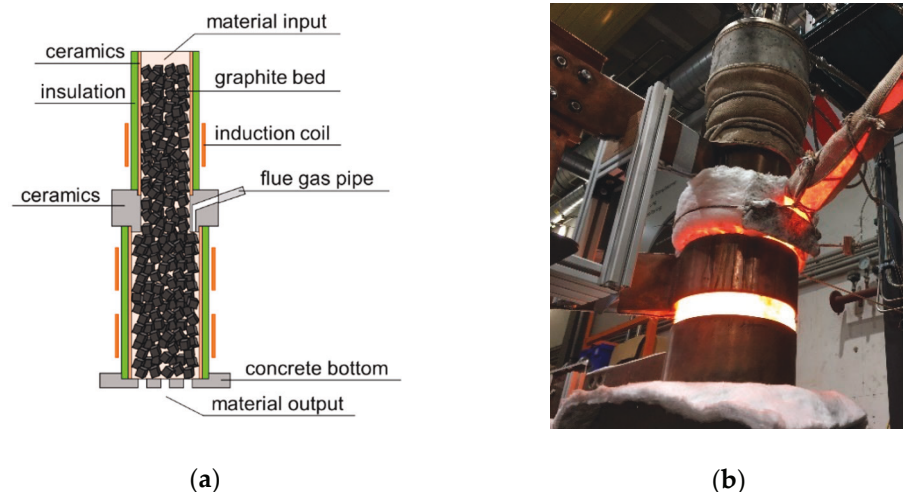 material input
ceramics
graphite bed
insulation
induction coil
flue gas pipe
ceramics
concrete bottom
material output
(a)
(b)